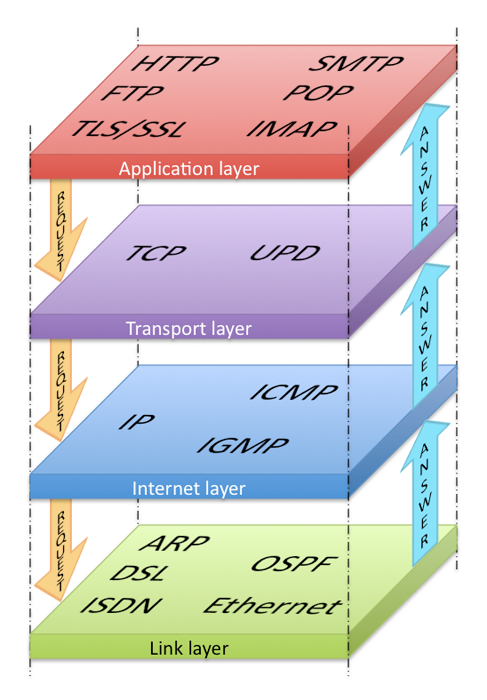 HTTP SMTP
FTP POP
TLS/SSL IMAP
Application layer
REQUEST
ANSWER
TCP UPD
Transport layer
REQUEST
ANSWER
ICMP
IP
IGMP
Internet layer
REQUEST
ANSWER
ARP
OSPF
DSL
ISDN Ethernet
Link layer